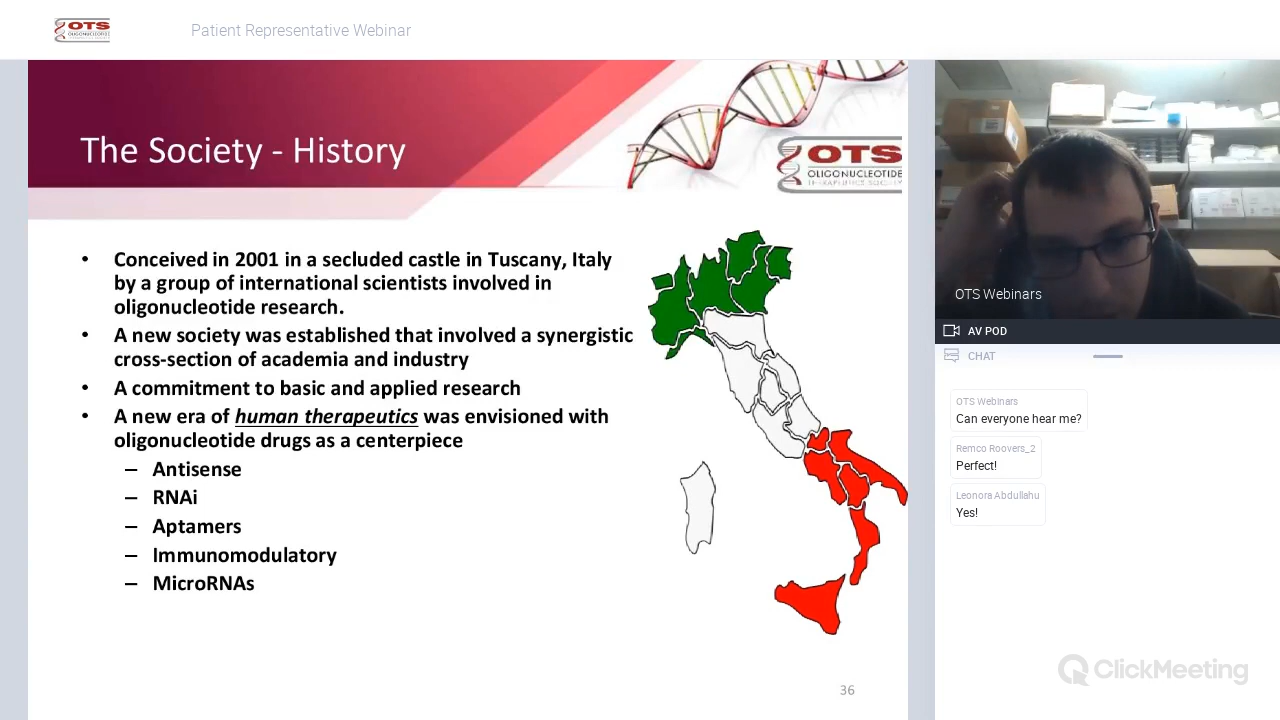 OTS
OLIGONUCLEOTIDE
Patient Representative Webinar
The Society - History
OTS
OLIGONUCLEOTIDE
THERAPEUTICS SOCIETY
• Conceived in 2001 in a secluded castle in Tuscany, Italy
by a group of international scientists involved in
oligonucleotide research.
• A new society was established that involved a synergistic
cross-section of academia and industry
• A commitment to basic and applied research
• A new era of human therapeutics was envisioned with
oligonucleotide drugs as a centerpiece
– Antisense
– RNAi
– Aptamers
– Immunomodulatory
– MicroRNAs
36
OTS Webinars
AV POD
CHAT
OTS Webinars
Can everyone hear me?
Remco Roovers_2
Perfect!
Leonora Abdullahu
Yes!
ClickMeeting